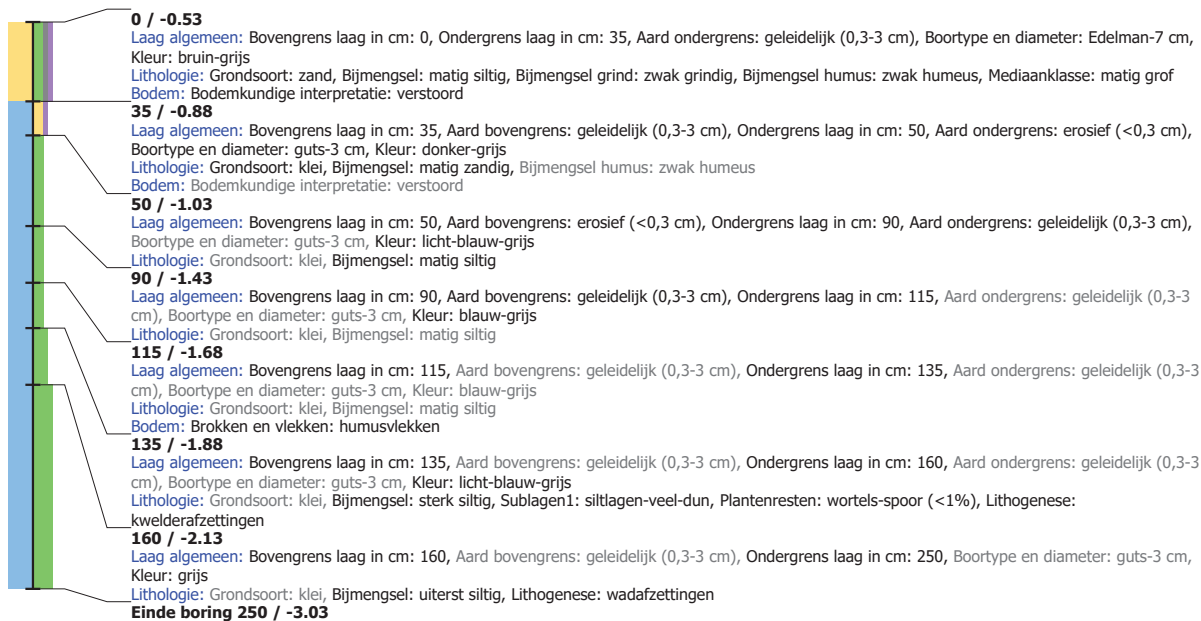 0 / -0.53
Laag algemeen: Bovengrens laag in cm: 0, Ondergrens laag in cm: 35, Aard ondergrens: geleidelijk (0,3-3 cm), Boortype en diameter: Edelman-7 cm,
Kleur: bruin-grijs
Lithologie: Grondsoort: zand, Bijmengsel: matig siltig, Bijmengsel grind: zwak grindig, Bijmengsel humus: zwak humeus, Mediaanklasse: matig grof
Bodem: Bodemkundige interpretatie: verstoord
35 / -0.88
Laag algemeen: Bovengrens laag in cm: 35, Aard bovengrens: geleidelijk (0,3-3 cm), Ondergrens laag in cm: 50, Aard ondergrens: erosief (<0,3 cm),
Boortype en diameter: guts-3 cm, Kleur: donker-grijs
Lithologie: Grondsoort: klei, Bijmengsel: matig zandig, Bijmengsel humus: zwak humeus
Bodem: Bodemkundige interpretatie: verstoord
50 / -1.03
Laag algemeen: Bovengrens laag in cm: 50, Aard bovengrens: erosief (<0,3 cm), Ondergrens laag in cm: 90, Aard ondergrens: geleidelijk (0,3-3 cm),
Boortype en diameter: guts-3 cm, Kleur: licht-blauw-grijs
Lithologie: Grondsoort: klei, Bijmengsel: matig siltig
90 / -1.43
Laag algemeen: Bovengrens laag in cm: 90, Aard bovengrens: geleidelijk (0,3-3 cm), Ondergrens laag in cm: 115, Aard ondergrens: geleidelijk (0,3-3
cm), Boortype en diameter: guts-3 cm, Kleur: blauw-grijs
Lithologie: Grondsoort: klei, Bijmengsel: matig siltig
115 / -1.68
Laag algemeen: Bovengrens laag in cm: 115, Aard bovengrens: geleidelijk (0,3-3 cm), Ondergrens laag in cm: 135, Aard ondergrens: geleidelijk (0,3-3
cm), Boortype en diameter: guts-3 cm, Kleur: blauw-grijs
Lithologie: Grondsoort: klei, Bijmengsel: matig siltig
Bodem: Brokken en vlekken: humusvlekken
135 / -1.88
Laag algemeen: Bovengrens laag in cm: 135, Aard bovengrens: geleidelijk (0,3-3 cm), Ondergrens laag in cm: 160, Aard ondergrens: geleidelijk (0,3-3
cm), Boortype en diameter: guts-3 cm, Kleur: licht-blauw-grijs
Lithologie: Grondsoort: klei, Bijmengsel: sterk siltig, Sublagen1: siltlagen-veel-dun, Plantenresten: wortels-spoor (<1%), Lithogenese:
kwelderafzettingen
160 / -2.13
Laag algemeen: Bovengrens laag in cm: 160, Aard bovengrens: geleidelijk (0,3-3 cm), Ondergrens laag in cm: 250, Boortype en diameter: guts-3 cm,
Kleur: grijs
Lithologie: Grondsoort: klei, Bijmengsel: uiterst siltig, Lithogenese: wadafzettingen
Einde boring 250 / -3.03